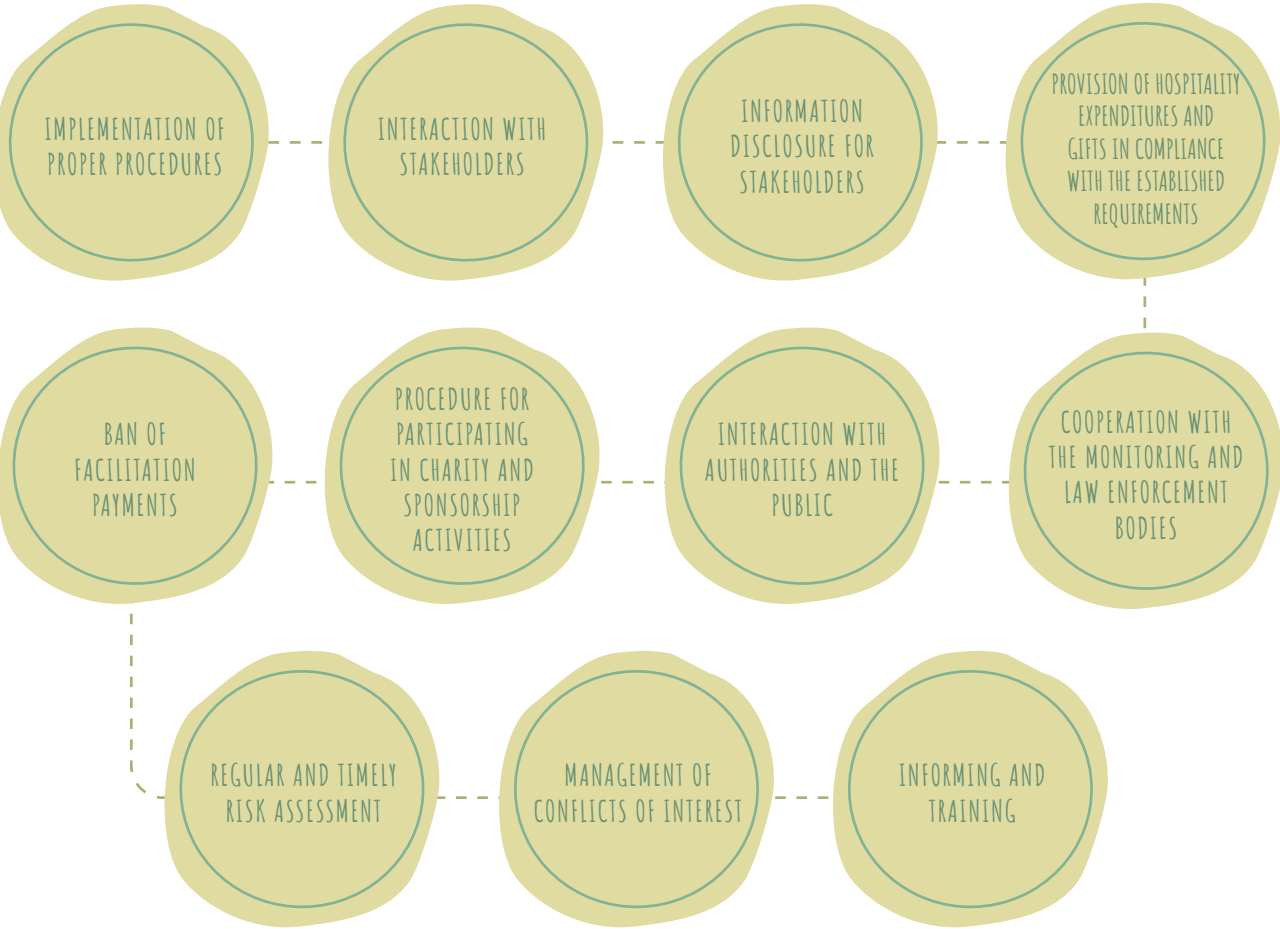 IMPLEMENTATION OF
PROPER PROCEDURES
INTERACTION WITH
STAKEHOLDERS
INFORMATION
DISCLOSURE FOR
STAKEHOLDERS
PROVISION OF HOSPITALITY
EXPENDITURES AND
GIFTS IN COMPLIANCE
WITH THE ESTABLISHED
REQUIREMENTS
BAN OF
FACILITATION
PAYMENTS
PROCEDURE FOR
PARTICIPATING
IN CHARITY AND
SPONSORSHIP
ACTIVITIES
INTERACTION WITH
AUTHORITIES AND THE
PUBLIC
COOPERATION WITH
THE MONITORING AND
LAW ENFORCEMENT
BODIES
REGULAR AND TIMELY
RISK ASSESSMENT
MANAGEMENT OF
CONFLICTS OF INTEREST
INFORMING AND
TRAINING